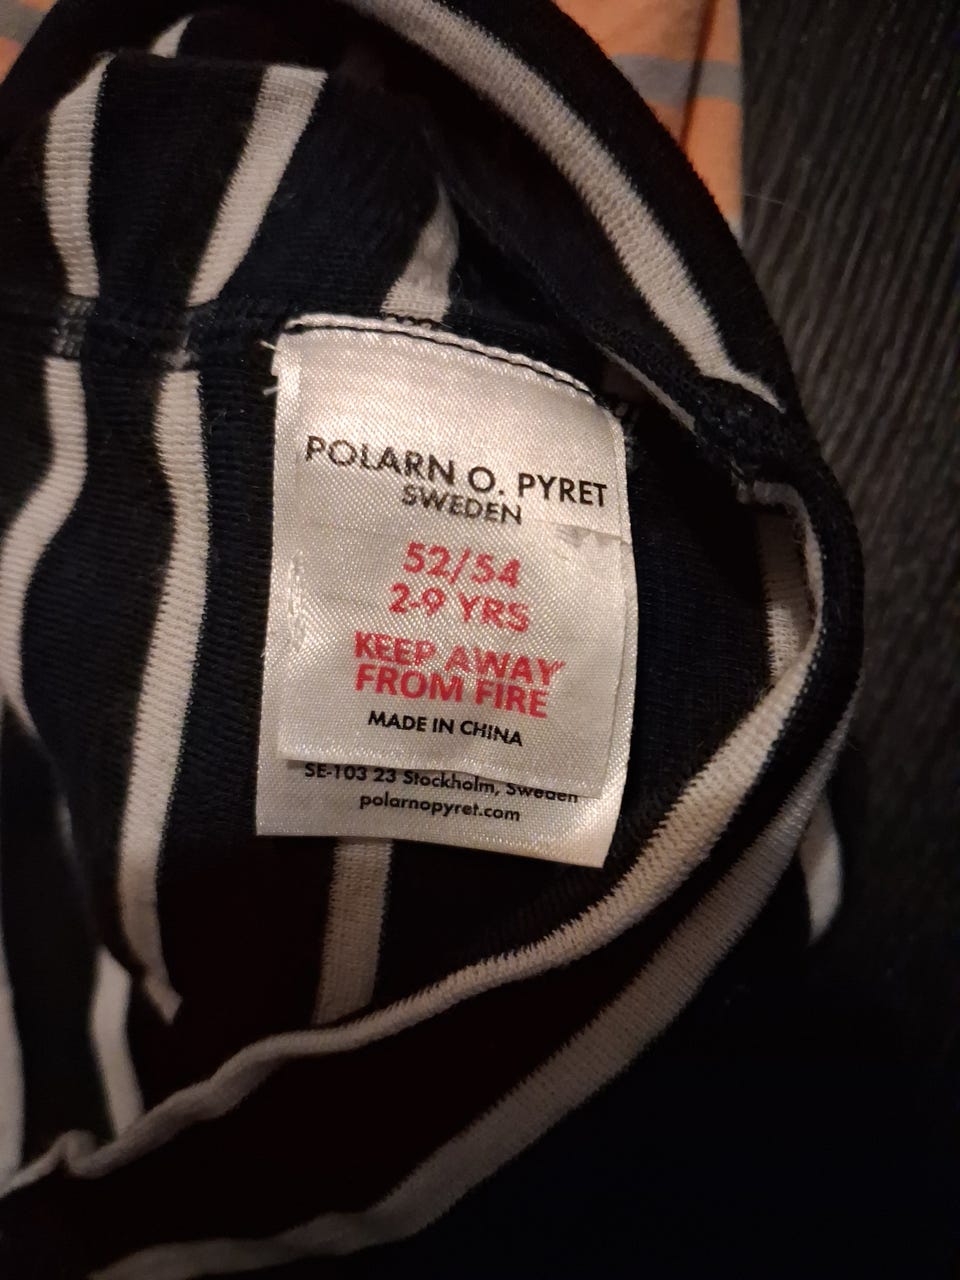 POLARN O. PYRET
SWEDEN
52/54
2-9 YRS
KEEP AWAY
FROM FIRE
MADE IN CHINA
SE-103 23 Stockholm, Sweden
polarnopyret.com